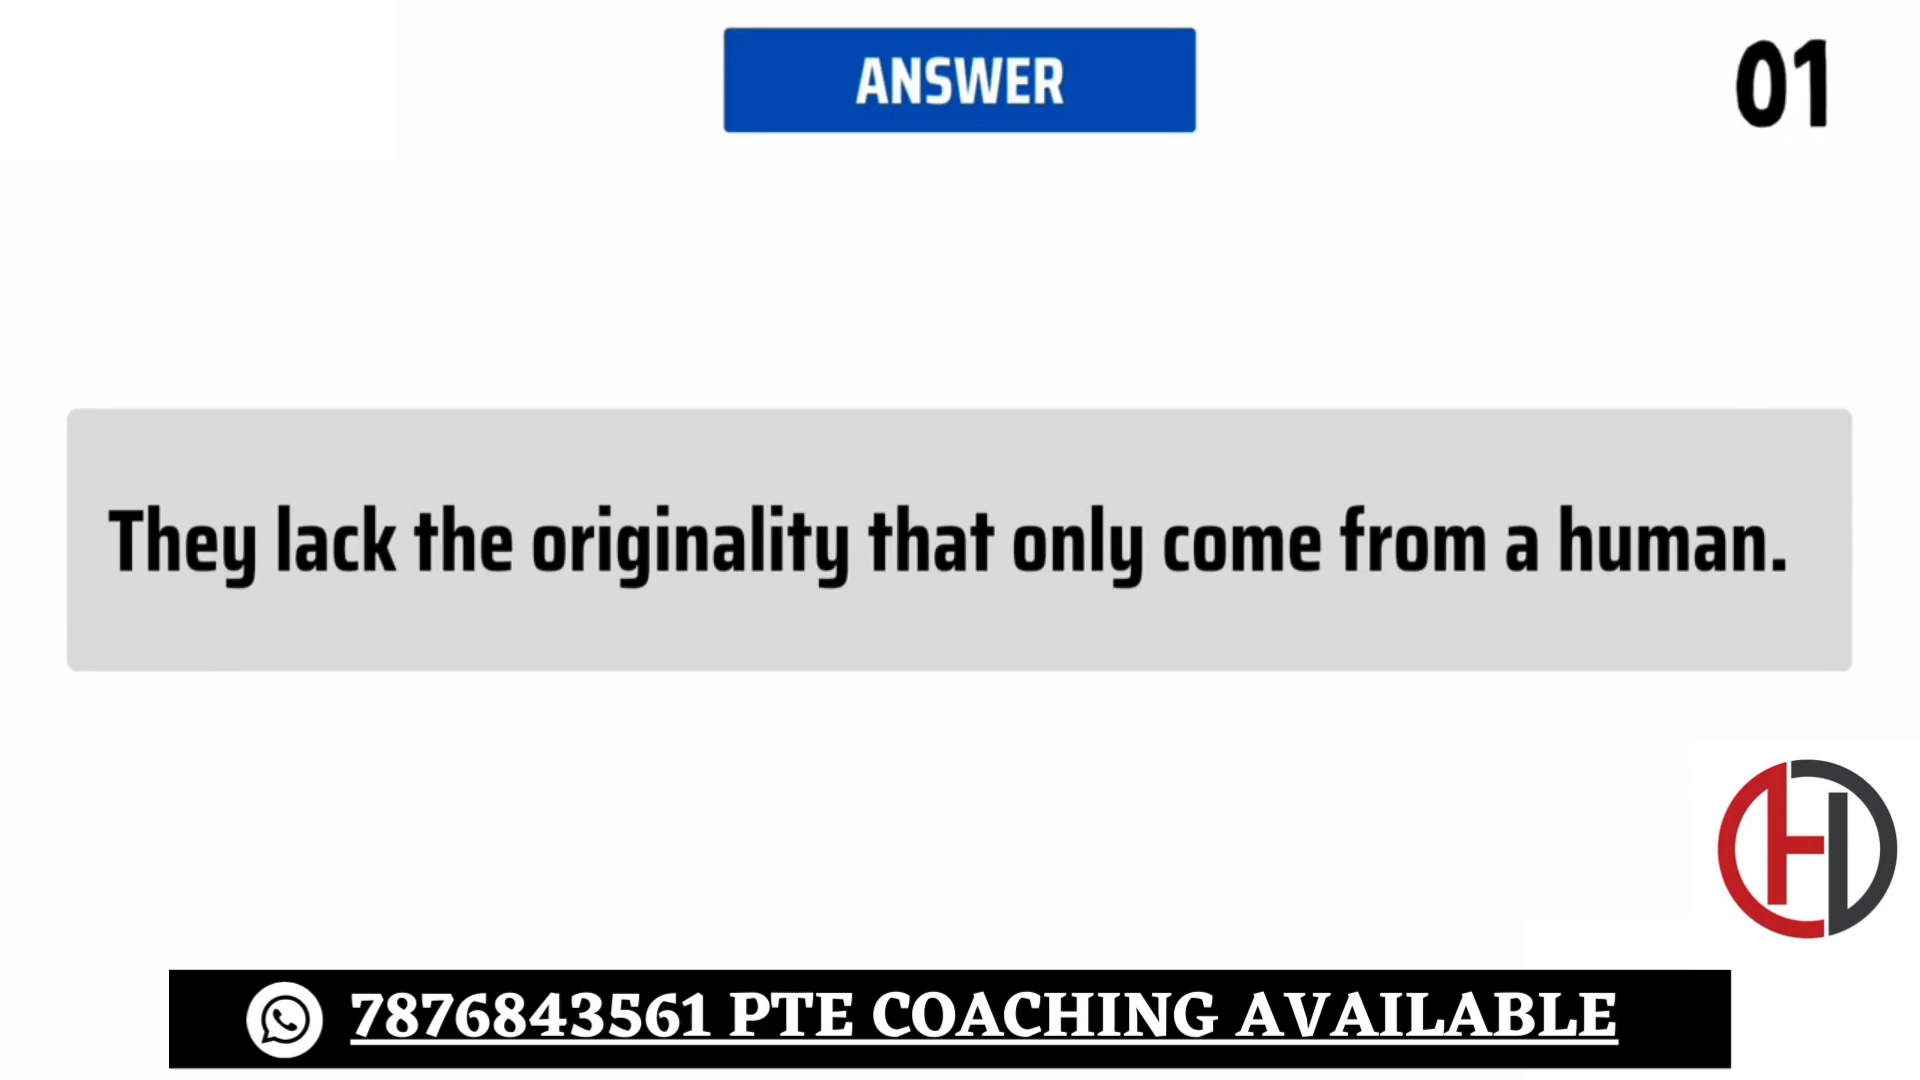 ANSWER
01
They lack the originality that only come from a human.
7876843561 PTE COACHING AVAILABLE